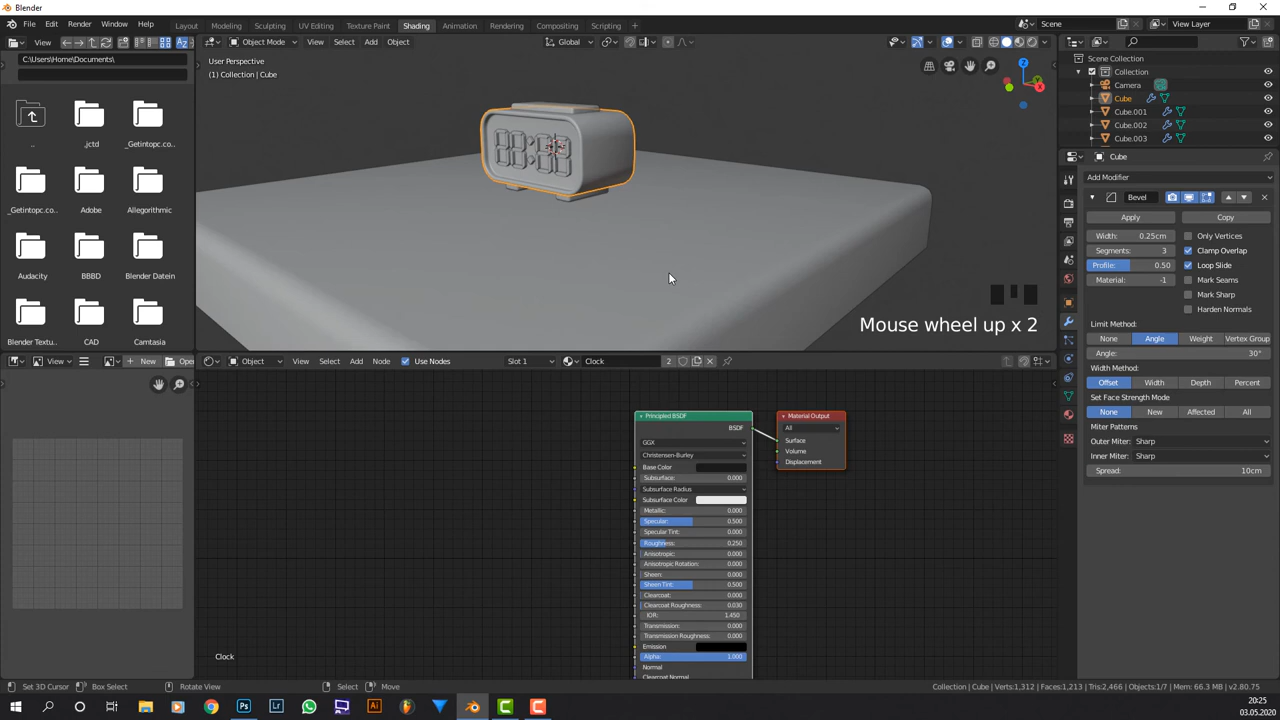 Blender
File Edit Render Window Help Layout Modeling Sculpting UV Editing Texture Paint Shading Animation Rendering Compositing Scripting + Scene View Layer
View Object Mode View Select Add Object Global
C:\Users\Home\Documents\
User Perspective
(1) Collection | Cube
Scene Collection
Collection
Camera
Cube
Cube.001
Cube.002
Cube.003
.. .jctd _Getintopc.co...
_Getintopc.co... Adobe Allegorithmic
Audacity BBBD Blender Datein
Blender Textu... CAD Camtasia
88:88
Mouse wheel up x 2
Cube
Add Modifier
Bevel
Apply Copy
Width: 0.25cm Only Vertices
Segments: 3 Clamp Overlap
Profile: 0.50 Loop Slide
Material: -1 Mark Seams
Mark Sharp
Harden Normals
Limit Method:
None Angle Weight Vertex Group
Angle: 30°
Width Method:
Offset Width Depth Percent
Set Face Strength Mode
None New Affected All
Miter Patterns
Outer Miter: Sharp
Inner Miter: Sharp
Spread: 10cm
View + New Open
Object View Select Add Node Use Nodes Slot 1 Clock 2
Principled BSDF
BSDF
GGX
Christensen-Burley
Base Color
Subsurface: 0.000
Subsurface Radius
Subsurface Color
Metallic: 0.000
Specular: 0.500
Specular Tint: 0.000
Roughness: 0.250
Anisotropic: 0.000
Anisotropic Rotation: 0.000
Sheen: 0.000
Sheen Tint: 0.500
Clearcoat: 0.000
Clearcoat Roughness: 0.030
IOR: 1.450
Transmission: 0.000
Transmission Roughness: 0.000
Emission
Alpha: 1.000
Normal
Clearcoat Normal
Material Output
All
Surface
Volume
Displacement
Clock
Set 3D Cursor Box Select Rotate View Select Move Collection | Cube | Verts:1,312 | Faces:1,213 | Tris:2,466 | Objects:1/7 | Mem: 66.3 MB | v2.80.75
20:25
03.05.2020